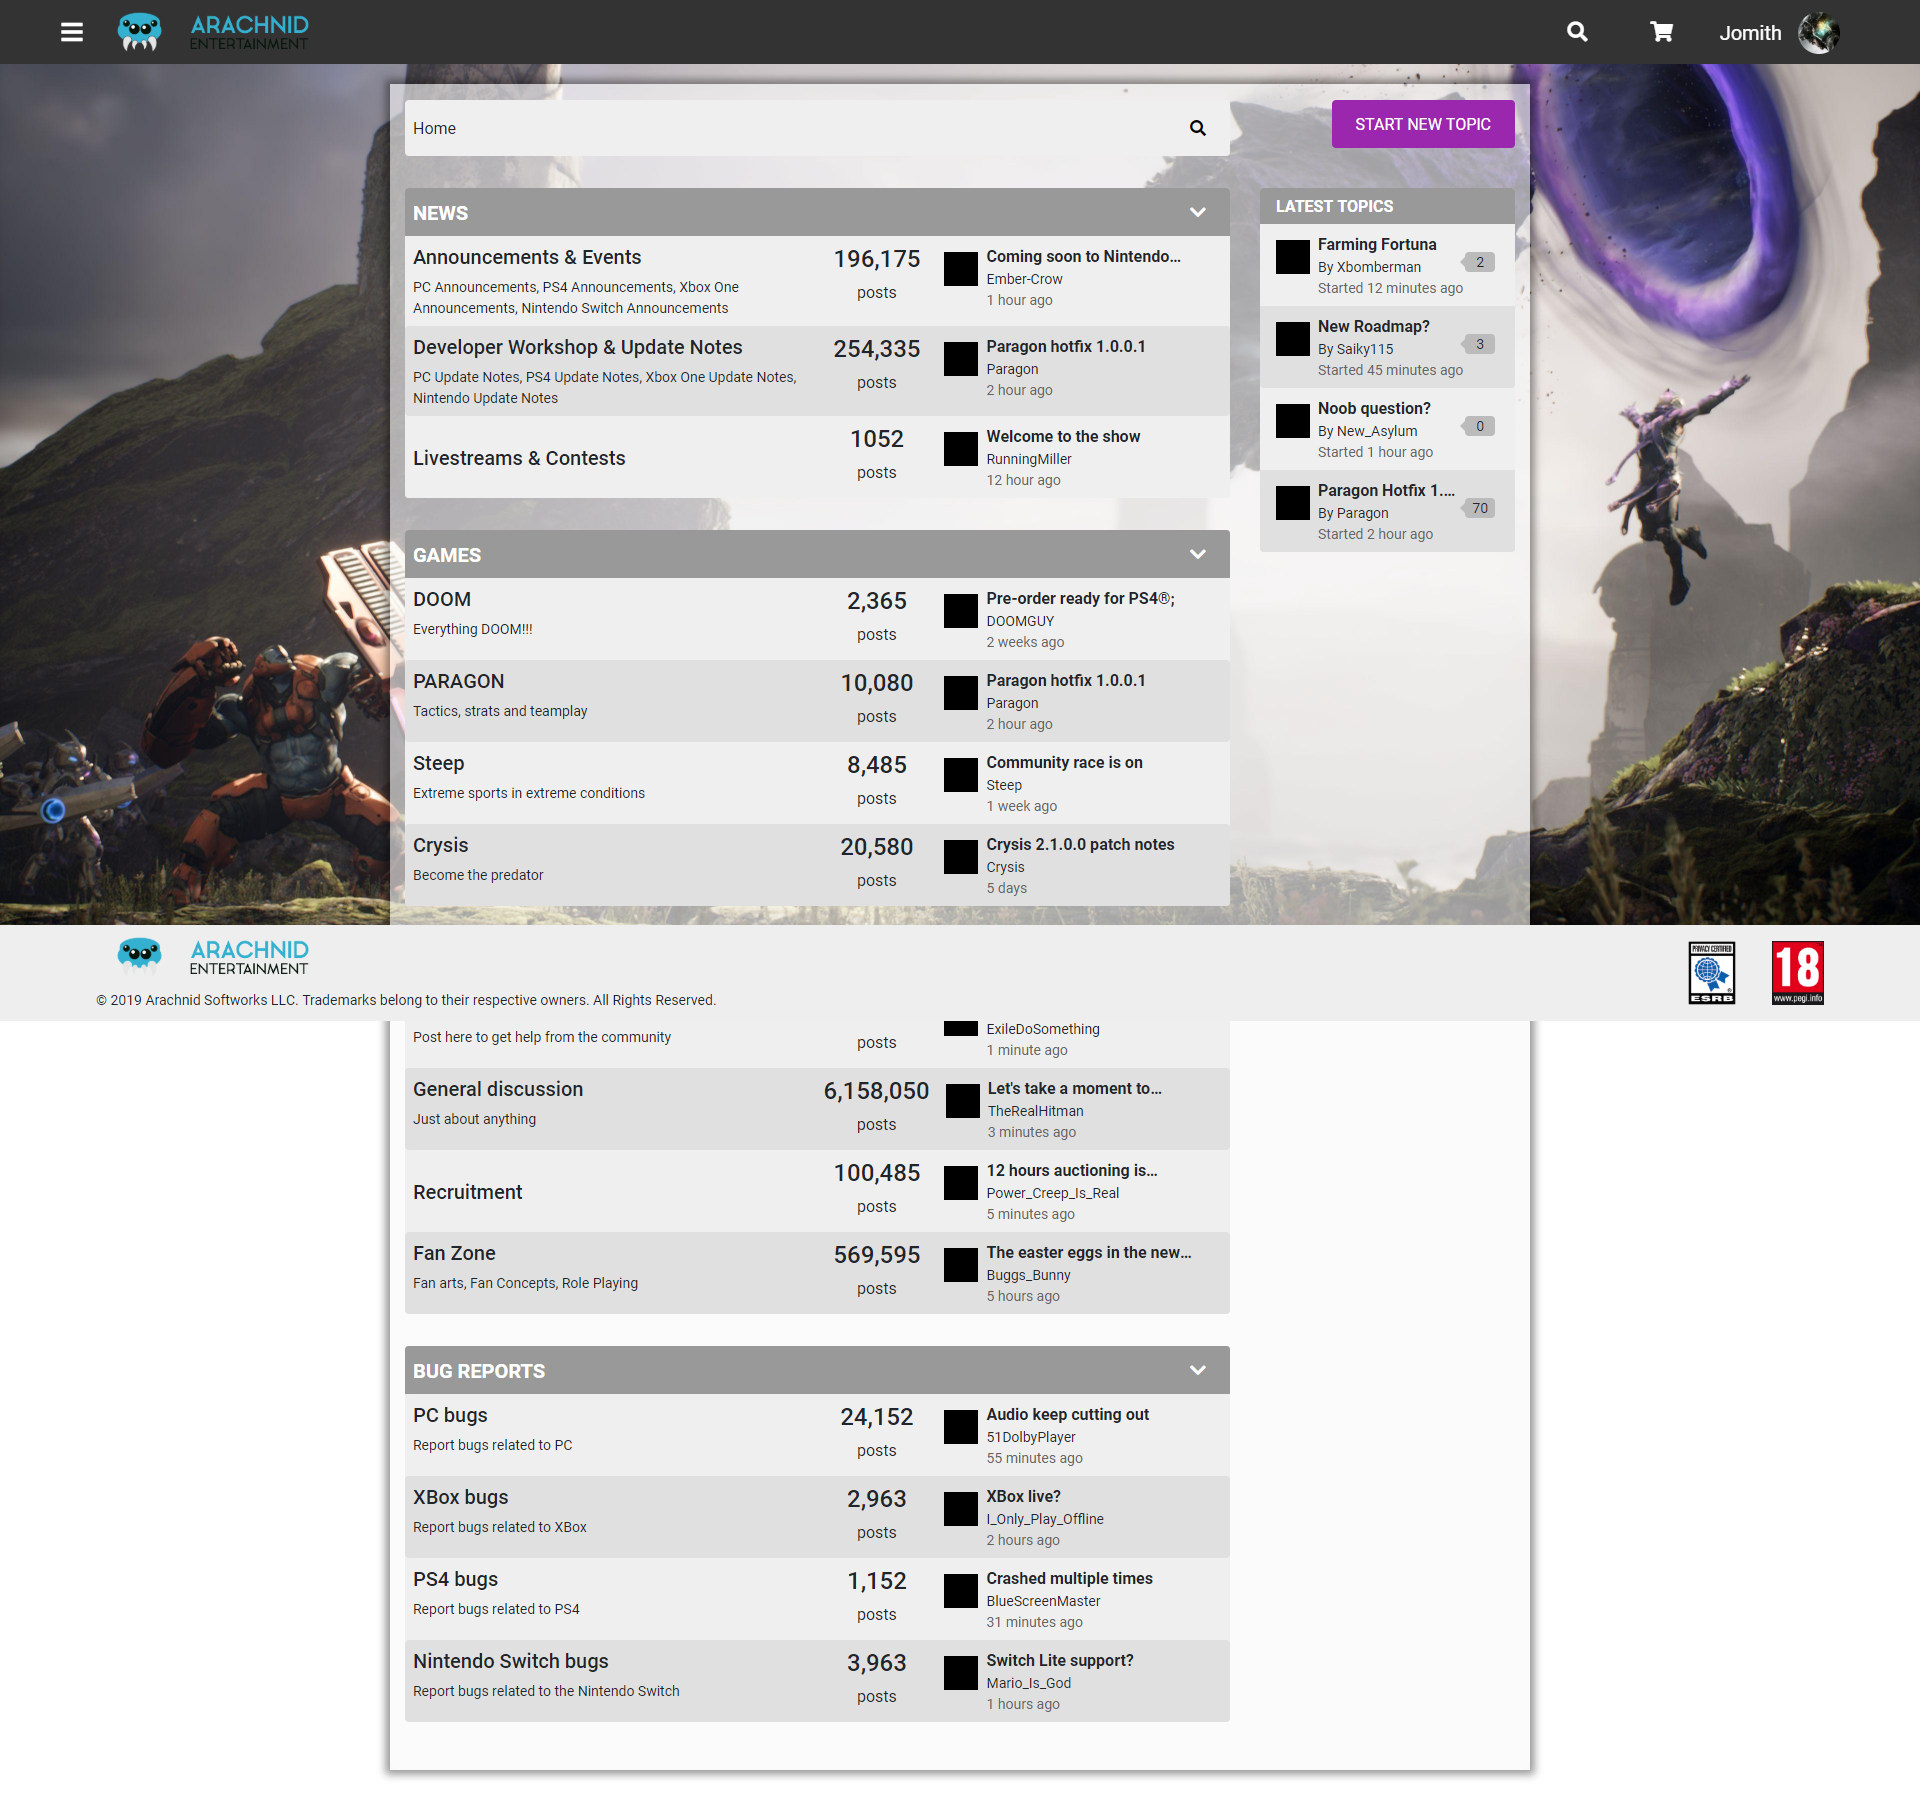 ARACHNID
ENTERTAINMENT
Jomith
Home
START NEW TOPIC
NEWS
Announcements & Events
PC Announcements, PS4 Announcements, Xbox One
Announcements, Nintendo Switch Announcements
196,175
posts
Coming soon to Nintendo...
Ember-Crow
1 hour ago
Developer Workshop & Update Notes
PC Update Notes, PS4 Update Notes, Xbox One Update Notes,
Nintendo Update Notes
254,335
posts
Paragon hotfix 1.0.0.1
Paragon
2 hour ago
Livestreams & Contests
1052
posts
Welcome to the show
RunningMiller
12 hour ago
LATEST TOPICS
Farming Fortuna
By Xbomberman
Started 12 minutes ago
2
New Roadmap?
By Saiky115
Started 45 minutes ago
3
Noob question?
By New_Asylum
Started 1 hour ago
0
Paragon Hotfix 1....
By Paragon
Started 2 hour ago
70
GAMES
DOOM
Everything DOOM!!!
2,365
posts
Pre-order ready for PS4®;
DOOMGUY
2 weeks ago
PARAGON
Tactics, strats and teamplay
10,080
posts
Paragon hotfix 1.0.0.1
Paragon
2 hour ago
Steep
Extreme sports in extreme conditions
8,485
posts
Community race is on
Steep
1 week ago
Crysis
Become the predator
20,580
posts
Crysis 2.1.0.0 patch notes
Crysis
5 days
ARACHNID
ENTERTAINMENT
© 2019 Arachnid Softworks LLC. Trademarks belong to their respective owners. All Rights Reserved.
PRIVACY CERTIFIED
ESRB
18
www.pegi.info
Post here to get help from the community
posts
ExileDoSomething
1 minute ago
General discussion
Just about anything
6,158,050
posts
Let's take a moment to...
TheRealHitman
3 minutes ago
Recruitment
100,485
posts
12 hours auctioning is...
Power_Creep_Is_Real
5 minutes ago
Fan Zone
Fan arts, Fan Concepts, Role Playing
569,595
posts
The easter eggs in the new...
Buggs_Bunny
5 hours ago
BUG REPORTS
PC bugs
Report bugs related to PC
24,152
posts
Audio keep cutting out
51DolbyPlayer
55 minutes ago
XBox bugs
Report bugs related to XBox
2,963
posts
XBox live?
I_Only_Play_Offline
2 hours ago
PS4 bugs
Report bugs related to PS4
1,152
posts
Crashed multiple times
BlueScreenMaster
31 minutes ago
Nintendo Switch bugs
Report bugs related to the Nintendo Switch
3,963
posts
Switch Lite support?
Mario_Is_God
1 hours ago